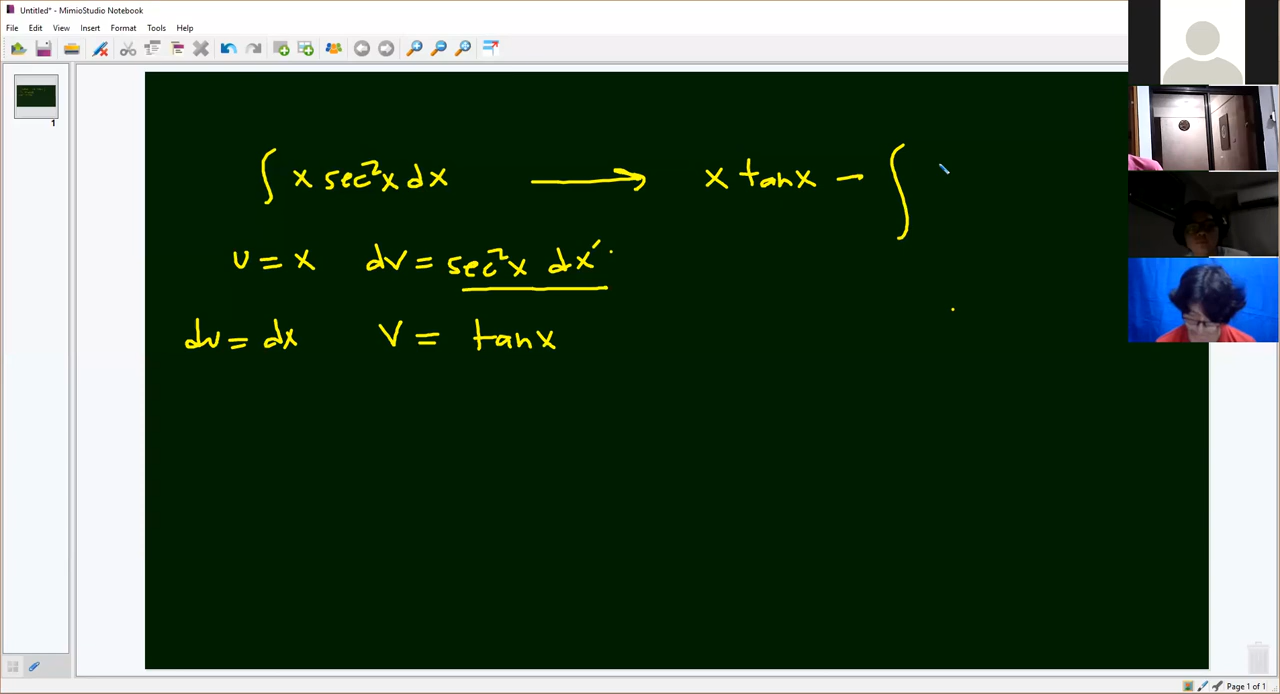 Untitled* - MimioStudio Notebook
File Edit View Insert Format Tools Help
1
∫ x sec²x dx ⟶ x tanx − ∫
u = x dv = sec²x dx
du = dx v = tanx
Page 1 of 1